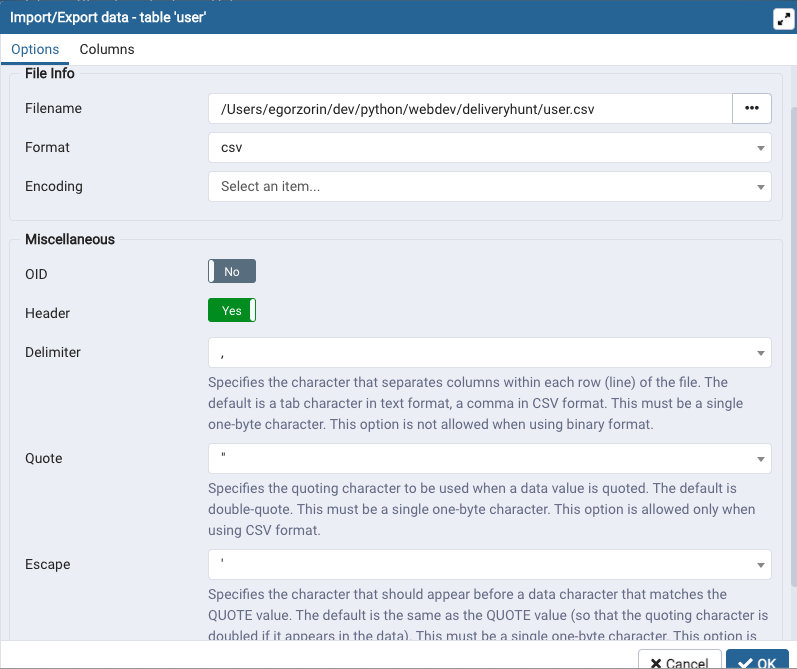 Import/Export data - table 'user'
Options Columns
File Info
Filename /Users/egorzorin/dev/python/webdev/deliveryhunt/user.csv •••
Format csv
Encoding Select an item...
Miscellaneous
OID No
Header Yes
Delimiter ,
Specifies the character that separates columns within each row (line) of the file. The
default is a tab character in text format, a comma in CSV format. This must be a single
one-byte character. This option is not allowed when using binary format.
Quote "
Specifies the quoting character to be used when a data value is quoted. The default is
double-quote. This must be a single one-byte character. This option is allowed only when
using CSV format.
Escape '
Specifies the character that should appear before a data character that matches the
QUOTE value. The default is the same as the QUOTE value (so that the quoting character is
doubled if it appears in the data). This must be a single one-byte character. This option is
Cancel OK